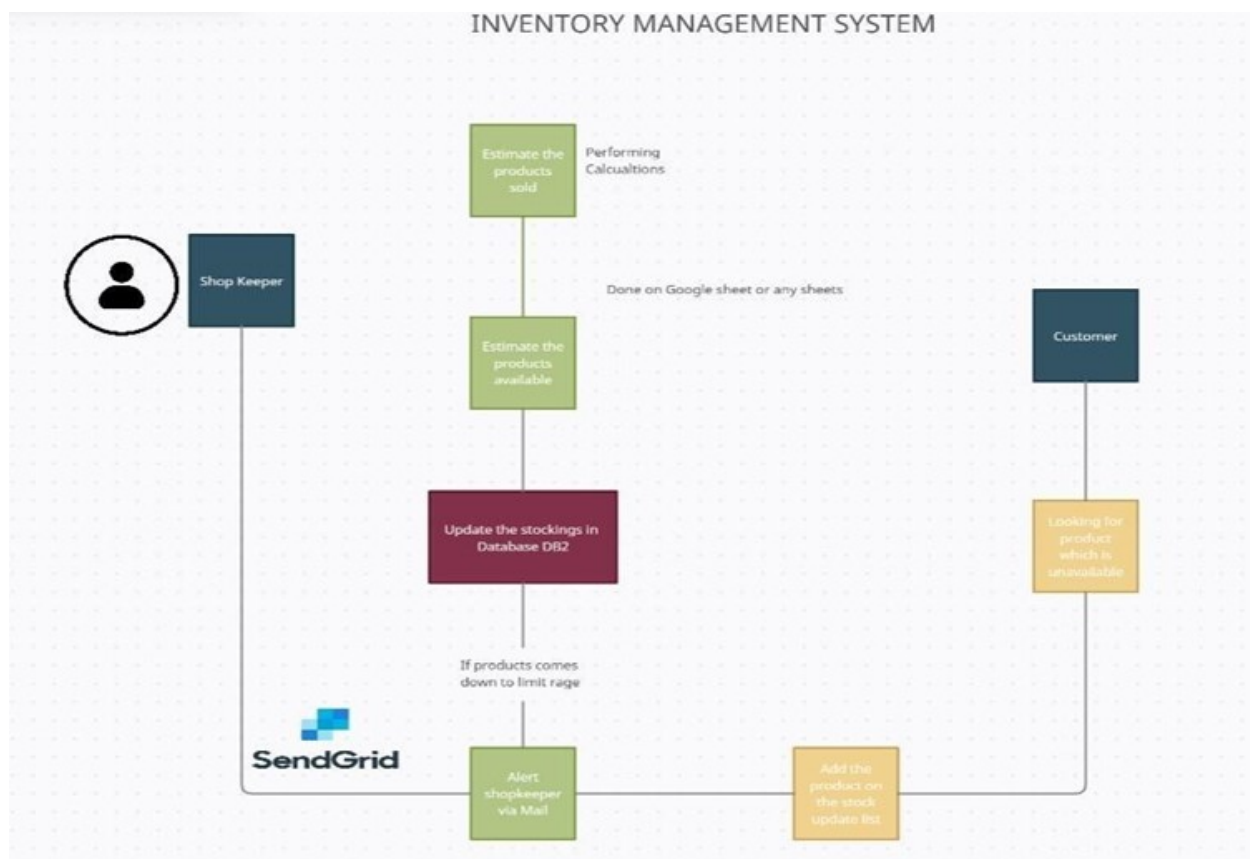 INVENTORY MANAGEMENT SYSTEM
Estimate the
products
sold
Performing
Calcualtions
Shop Keeper
Done on Google sheet or any sheets
Estimate the
products
available
Customer
Update the stockings in
Database DB2
Looking for
product
which is
unavailable
If products comes
down to limit rage
SendGrid
Alert
shopkeeper
via Mail
Add the
product on
the stock
update list